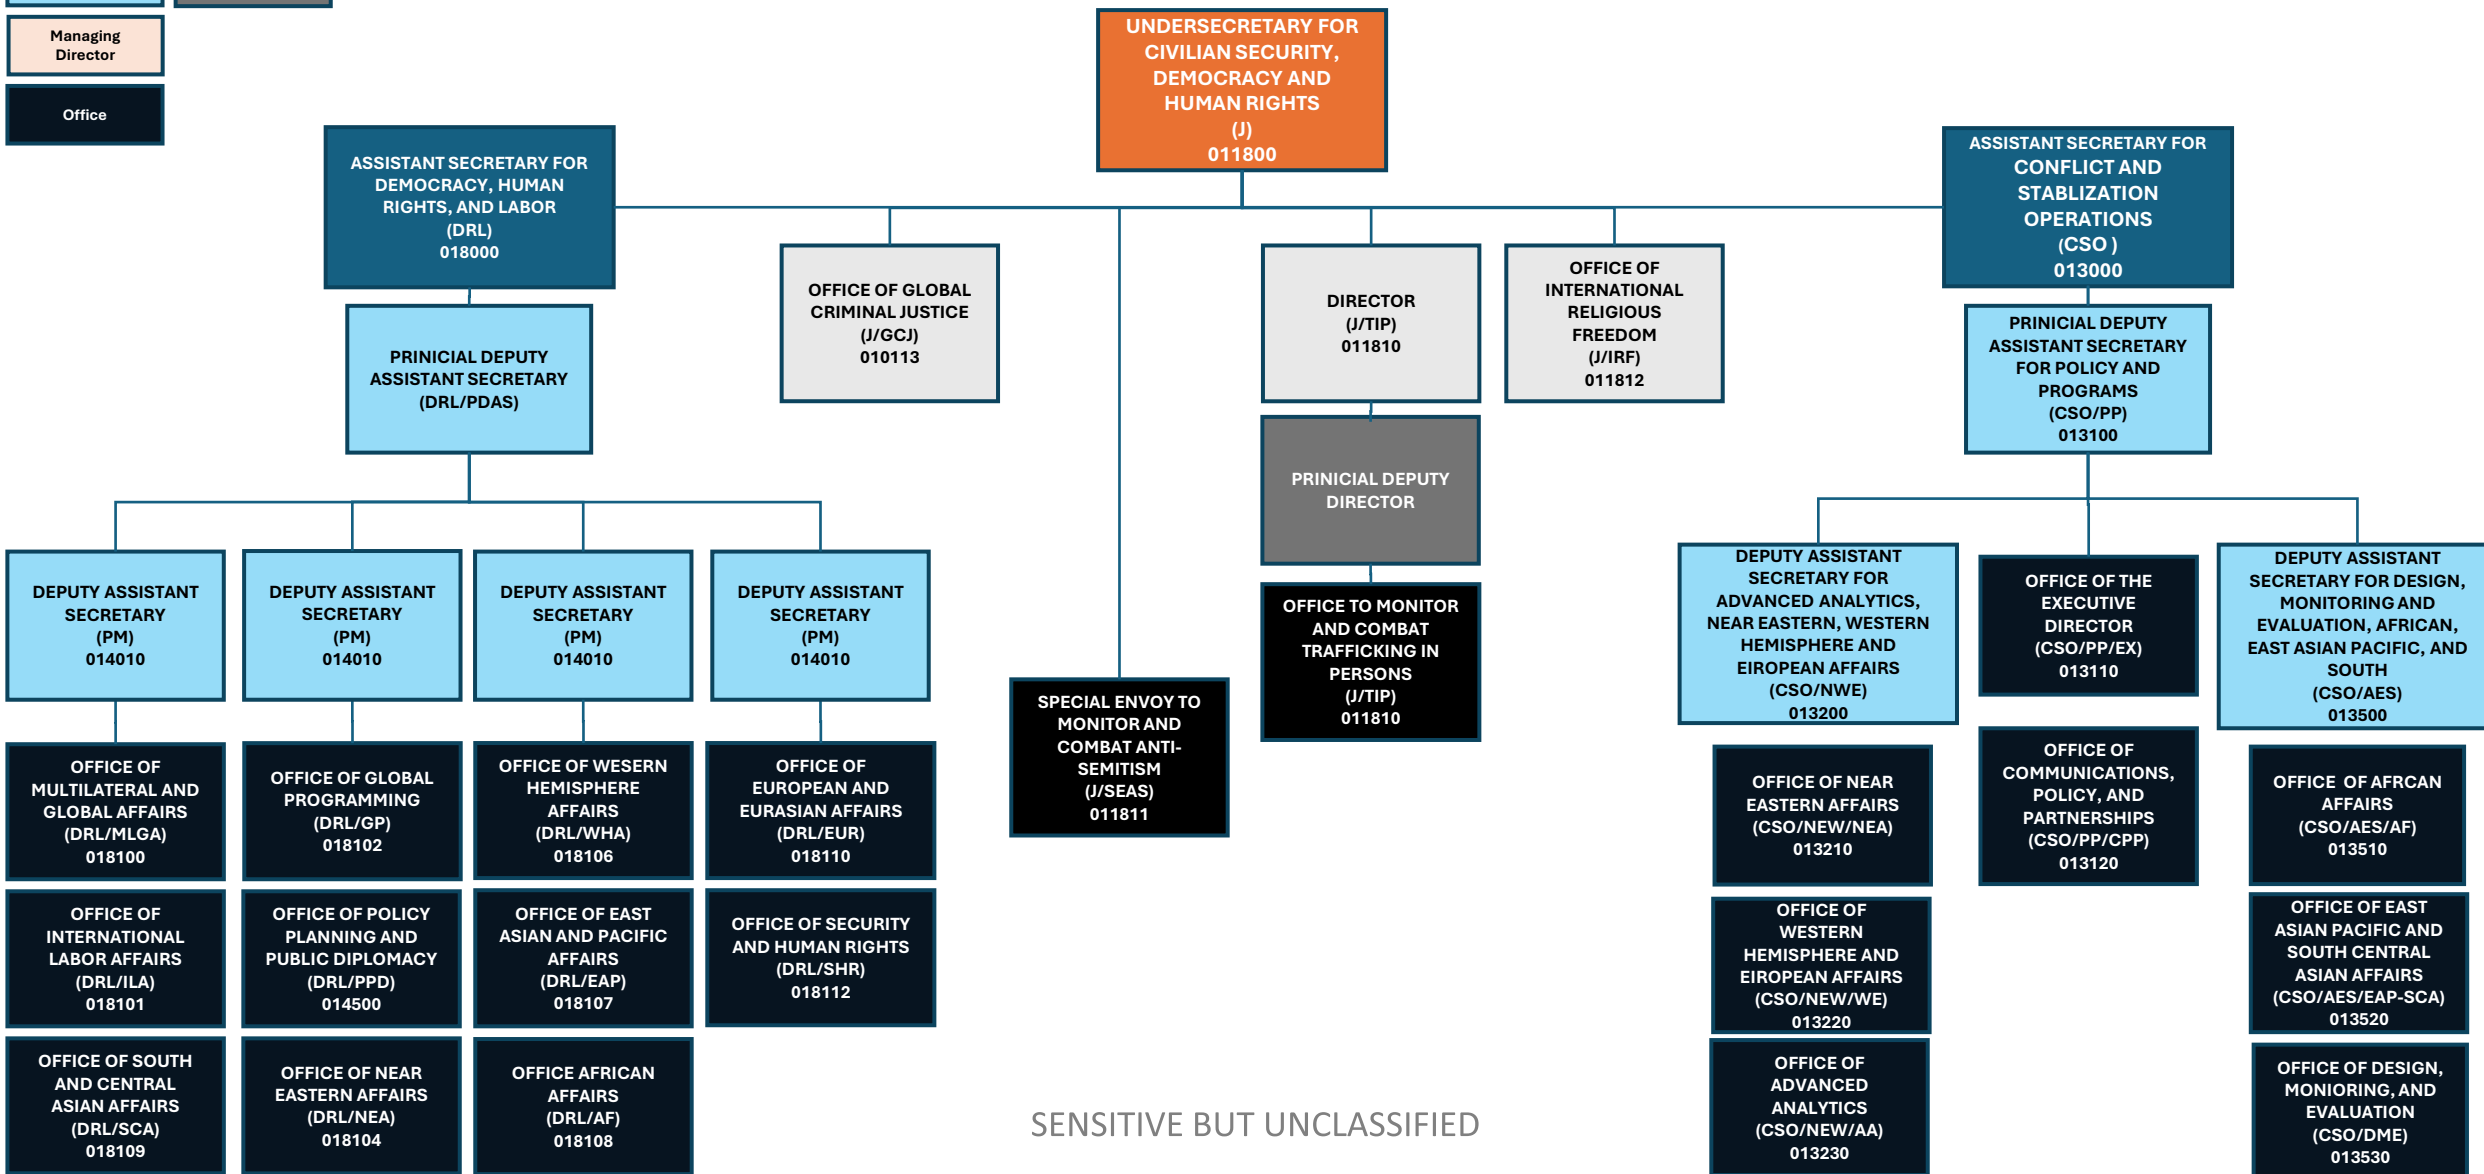 Managing
Director
Office
UNDERSECRETARY FOR
CIVILIAN SECURITY,
DEMOCRACY AND
HUMAN RIGHTS
(J)
011800
ASSISTANT SECRETARY FOR
DEMOCRACY, HUMAN
RIGHTS, AND LABOR
(DRL)
018000
ASSISTANT SECRETARY FOR
CONFLICT AND
STABLIZATION
OPERATIONS
(CSO )
013000
OFFICE OF GLOBAL
CRIMINAL JUSTICE
(J/GCJ)
010113
DIRECTOR
(J/TIP)
011810
OFFICE OF
INTERNATIONAL
RELIGIOUS
FREEDOM
(J/IRF)
011812
PRINICIAL DEPUTY
ASSISTANT SECRETARY
(DRL/PDAS)
PRINICIAL DEPUTY
ASSISTANT SECRETARY
FOR POLICY AND
PROGRAMS
(CSO/PP)
013100
PRINICIAL DEPUTY
DIRECTOR
DEPUTY ASSISTANT
SECRETARY
(PM)
014010
DEPUTY ASSISTANT
SECRETARY
(PM)
014010
DEPUTY ASSISTANT
SECRETARY
(PM)
014010
DEPUTY ASSISTANT
SECRETARY
(PM)
014010
OFFICE TO MONITOR
AND COMBAT
TRAFFICKING IN
PERSONS
(J/TIP)
011810
DEPUTY ASSISTANT
SECRETARY FOR
ADVANCED ANALYTICS,
NEAR EASTERN, WESTERN
HEMISPHERE AND
EIROPEAN AFFAIRS
(CSO/NWE)
013200
OFFICE OF THE
EXECUTIVE
DIRECTOR
(CSO/PP/EX)
013110
DEPUTY ASSISTANT
SECRETARY FOR DESIGN,
MONITORING AND
EVALUATION, AFRICAN,
EAST ASIAN PACIFIC, AND
SOUTH
(CSO/AES)
013500
SPECIAL ENVOY TO
MONITOR AND
COMBAT ANTI-
SEMITISM
(J/SEAS)
011811
OFFICE OF
MULTILATERAL AND
GLOBAL AFFAIRS
(DRL/MLGA)
018100
OFFICE OF GLOBAL
PROGRAMMING
(DRL/GP)
018102
OFFICE OF WESERN
HEMISPHERE
AFFAIRS
(DRL/WHA)
018106
OFFICE OF
EUROPEAN AND
EURASIAN AFFAIRS
(DRL/EUR)
018110
OFFICE OF NEAR
EASTERN AFFAIRS
(CSO/NEW/NEA)
013210
OFFICE OF
COMMUNICATIONS,
POLICY, AND
PARTNERSHIPS
(CSO/PP/CPP)
013120
OFFICE  OF AFRCAN
AFFAIRS
(CSO/AES/AF)
013510
OFFICE OF
INTERNATIONAL
LABOR AFFAIRS
(DRL/ILA)
018101
OFFICE OF POLICY
PLANNING AND
PUBLIC DIPLOMACY
(DRL/PPD)
014500
OFFICE OF EAST
ASIAN AND PACIFIC
AFFAIRS
(DRL/EAP)
018107
OFFICE OF SECURITY
AND HUMAN RIGHTS
(DRL/SHR)
018112
OFFICE OF
WESTERN
HEMISPHERE AND
EIROPEAN AFFAIRS
(CSO/NEW/WE)
013220
OFFICE OF EAST
ASIAN PACIFIC AND
SOUTH CENTRAL
ASIAN AFFAIRS
(CSO/AES/EAP-SCA)
013520
OFFICE OF SOUTH
AND CENTRAL
ASIAN AFFAIRS
(DRL/SCA)
018109
OFFICE OF NEAR
EASTERN AFFAIRS
(DRL/NEA)
018104
OFFICE AFRICAN
AFFAIRS
(DRL/AF)
018108
OFFICE OF
ADVANCED
ANALYTICS
(CSO/NEW/AA)
013230
OFFICE OF DESIGN,
MONIORING, AND
EVALUATION
(CSO/DME)
013530
SENSITIVE BUT UNCLASSIFIED